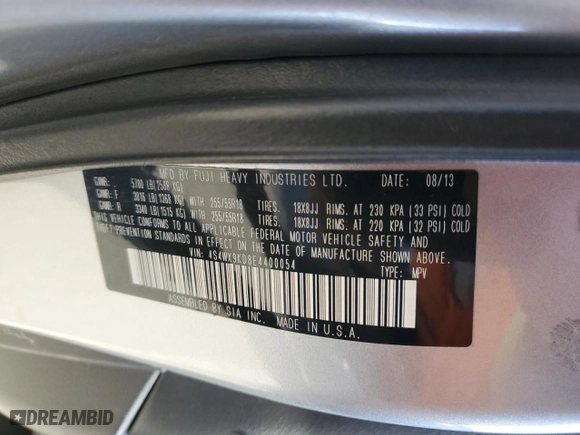 MFD BY FUJI HEAVY INDUSTRIES LTD. DATE: 08/13
GVWR: 5700 LB(2586 KG)
GAWR: F 3016 LB(1368 KG) WITH 255/55R18 TIRES. 18X8JJ RIMS. AT 230 KPA (33 PSI) COLD
GAWR: R 3340 LB(1515 KG) WITH 255/55R18 TIRES. 18X8JJ RIMS. AT 220 KPA (32 PSI) COLD
THIS VEHICLE CONFORMS TO ALL APPLICABLE FEDERAL MOTOR VEHICLE SAFETY AND
THEFT PREVENTION STANDARDS IN EFFECT ON THE DATE OF MANUFACTURE SHOWN ABOVE.
VIN: 4S4WX9KD8E4400054 TYPE: MPV
ASSEMBLED BY SIA INC. MADE IN U.S.A.
DREAMBID